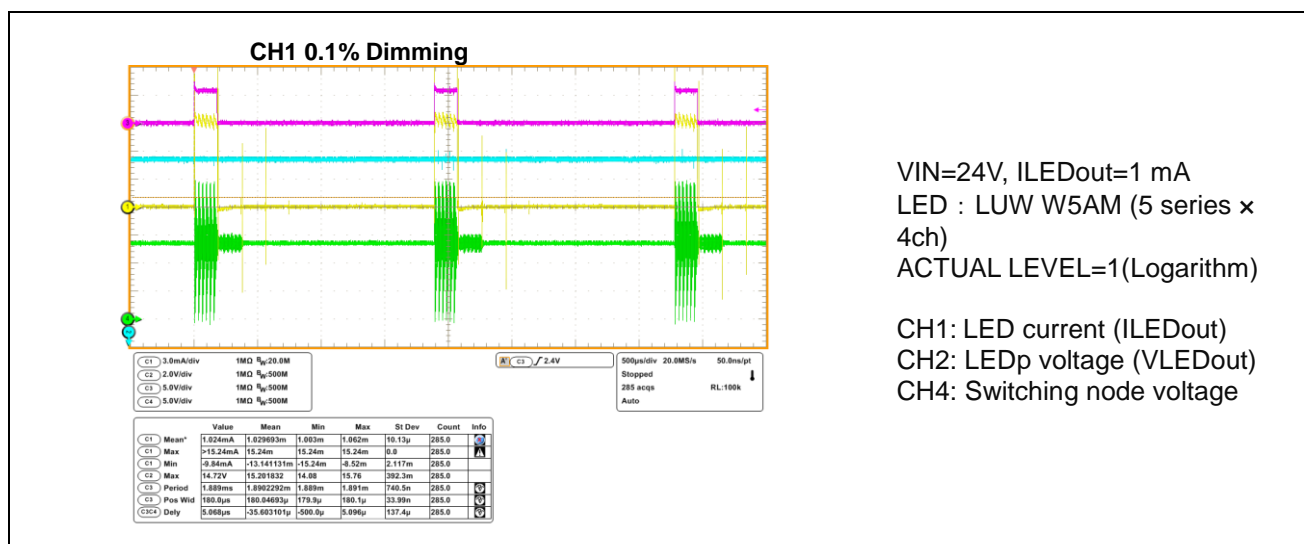 CH1 0.1% Dimming
VIN=24V, ILEDout=1 mA
LED：LUW W5AM (5 series ×
4ch)
ACTUAL LEVEL=1(Logarithm)
CH1: LED current (ILEDout)
CH2: LEDp voltage (VLEDout)
CH4: Switching node voltage
C1 3.0mA/div 1MΩ BW:20.0M
C2 2.0V/div 1MΩ BW:500M
C3 5.0V/div 1MΩ BW:500M
C4 5.0V/div 1MΩ BW:500M
A' C3 ∫ 2.4V
500µs/div 20.0MS/s 50.0ns/pt
Stopped
285 acqs RL:100k
Auto
Value Mean Min Max St Dev Count Info
C1 Mean* 1.024mA 1.029693m 1.003m 1.062m 10.13µ 285.0
C1 Max >15.24mA 15.24m 15.24m 15.24m 0.0 285.0
C1 Min -9.84mA -13.141131m -15.24m -8.52m 2.117m 285.0
C2 Max 14.72V 15.201832 14.08 15.76 392.3m 285.0
C3 Period 1.889ms 1.8902292m 1.889m 1.891m 740.5n 285.0
C3 Pos Wid 180.0µs 180.04693µ 179.9µ 180.1µ 33.99n 285.0
C3C4 Dely 5.068µs -35.603101µ -500.0µ 5.096µ 137.4µ 285.0